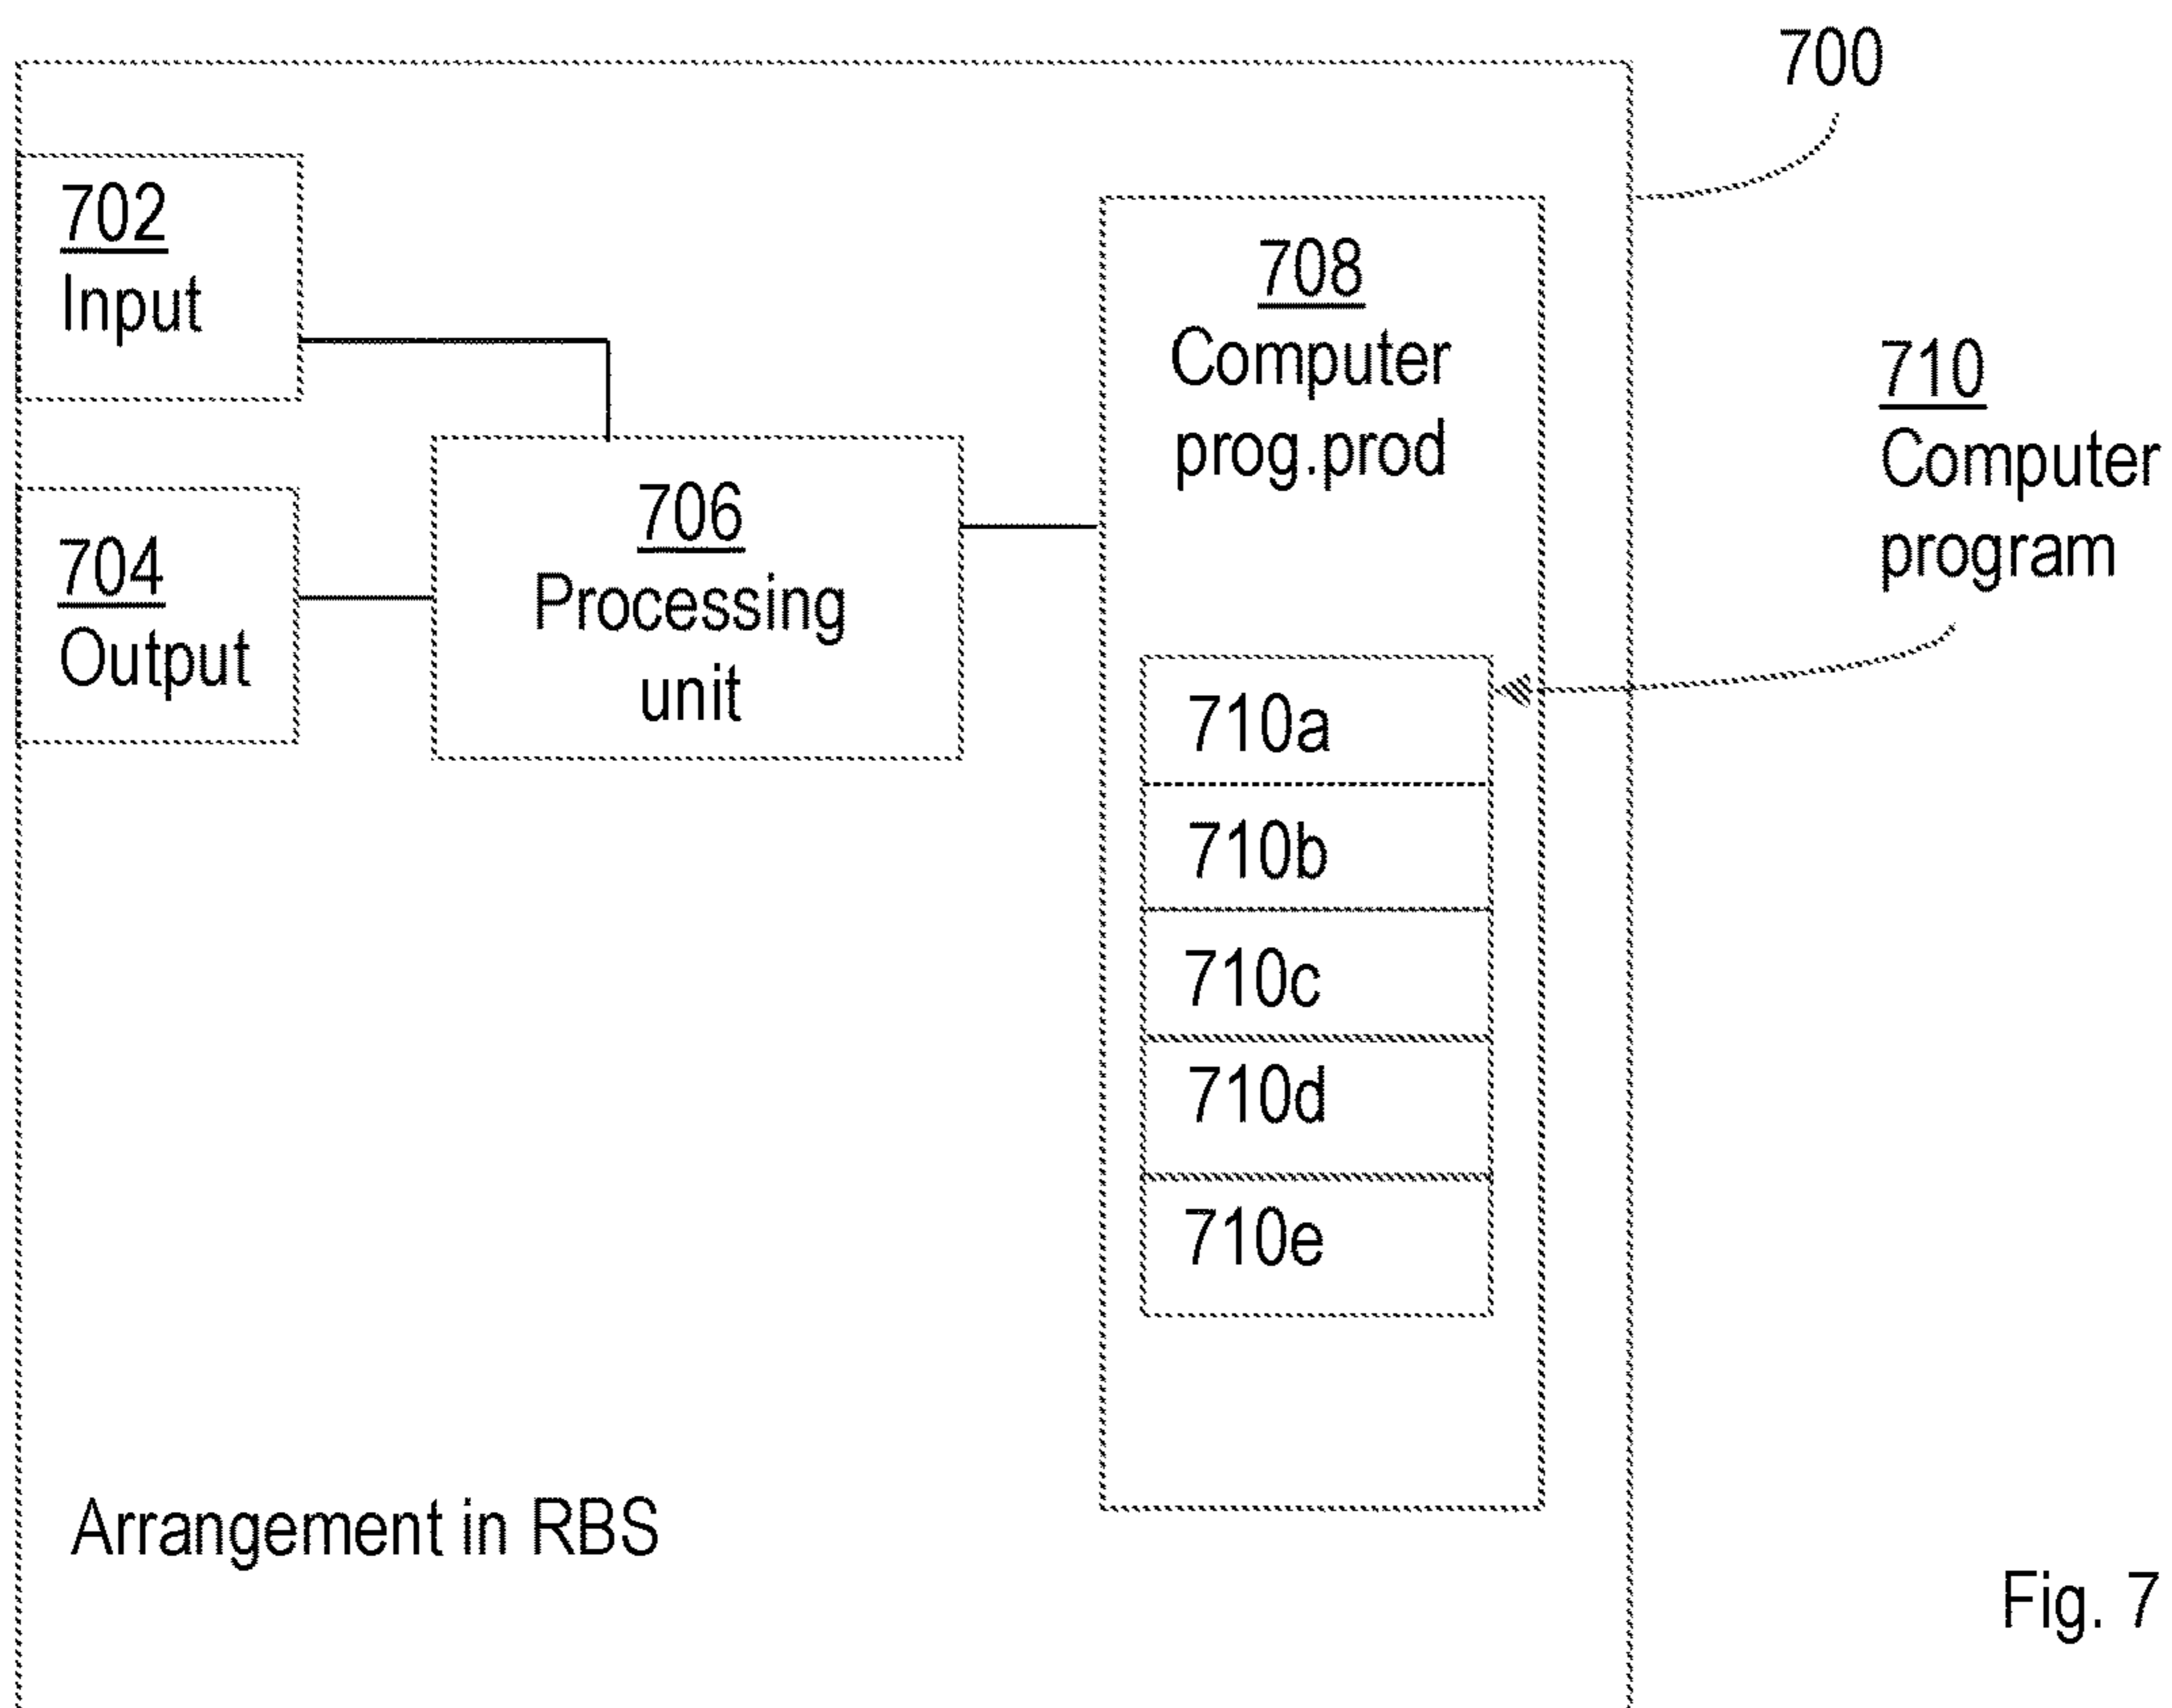 700
702
Input
704
Output
706
Processing
unit
708
Computer
prog.prod
710
Computer
program
710a
710b
710c
710d
710e
Arrangement in RBS
Fig. 7